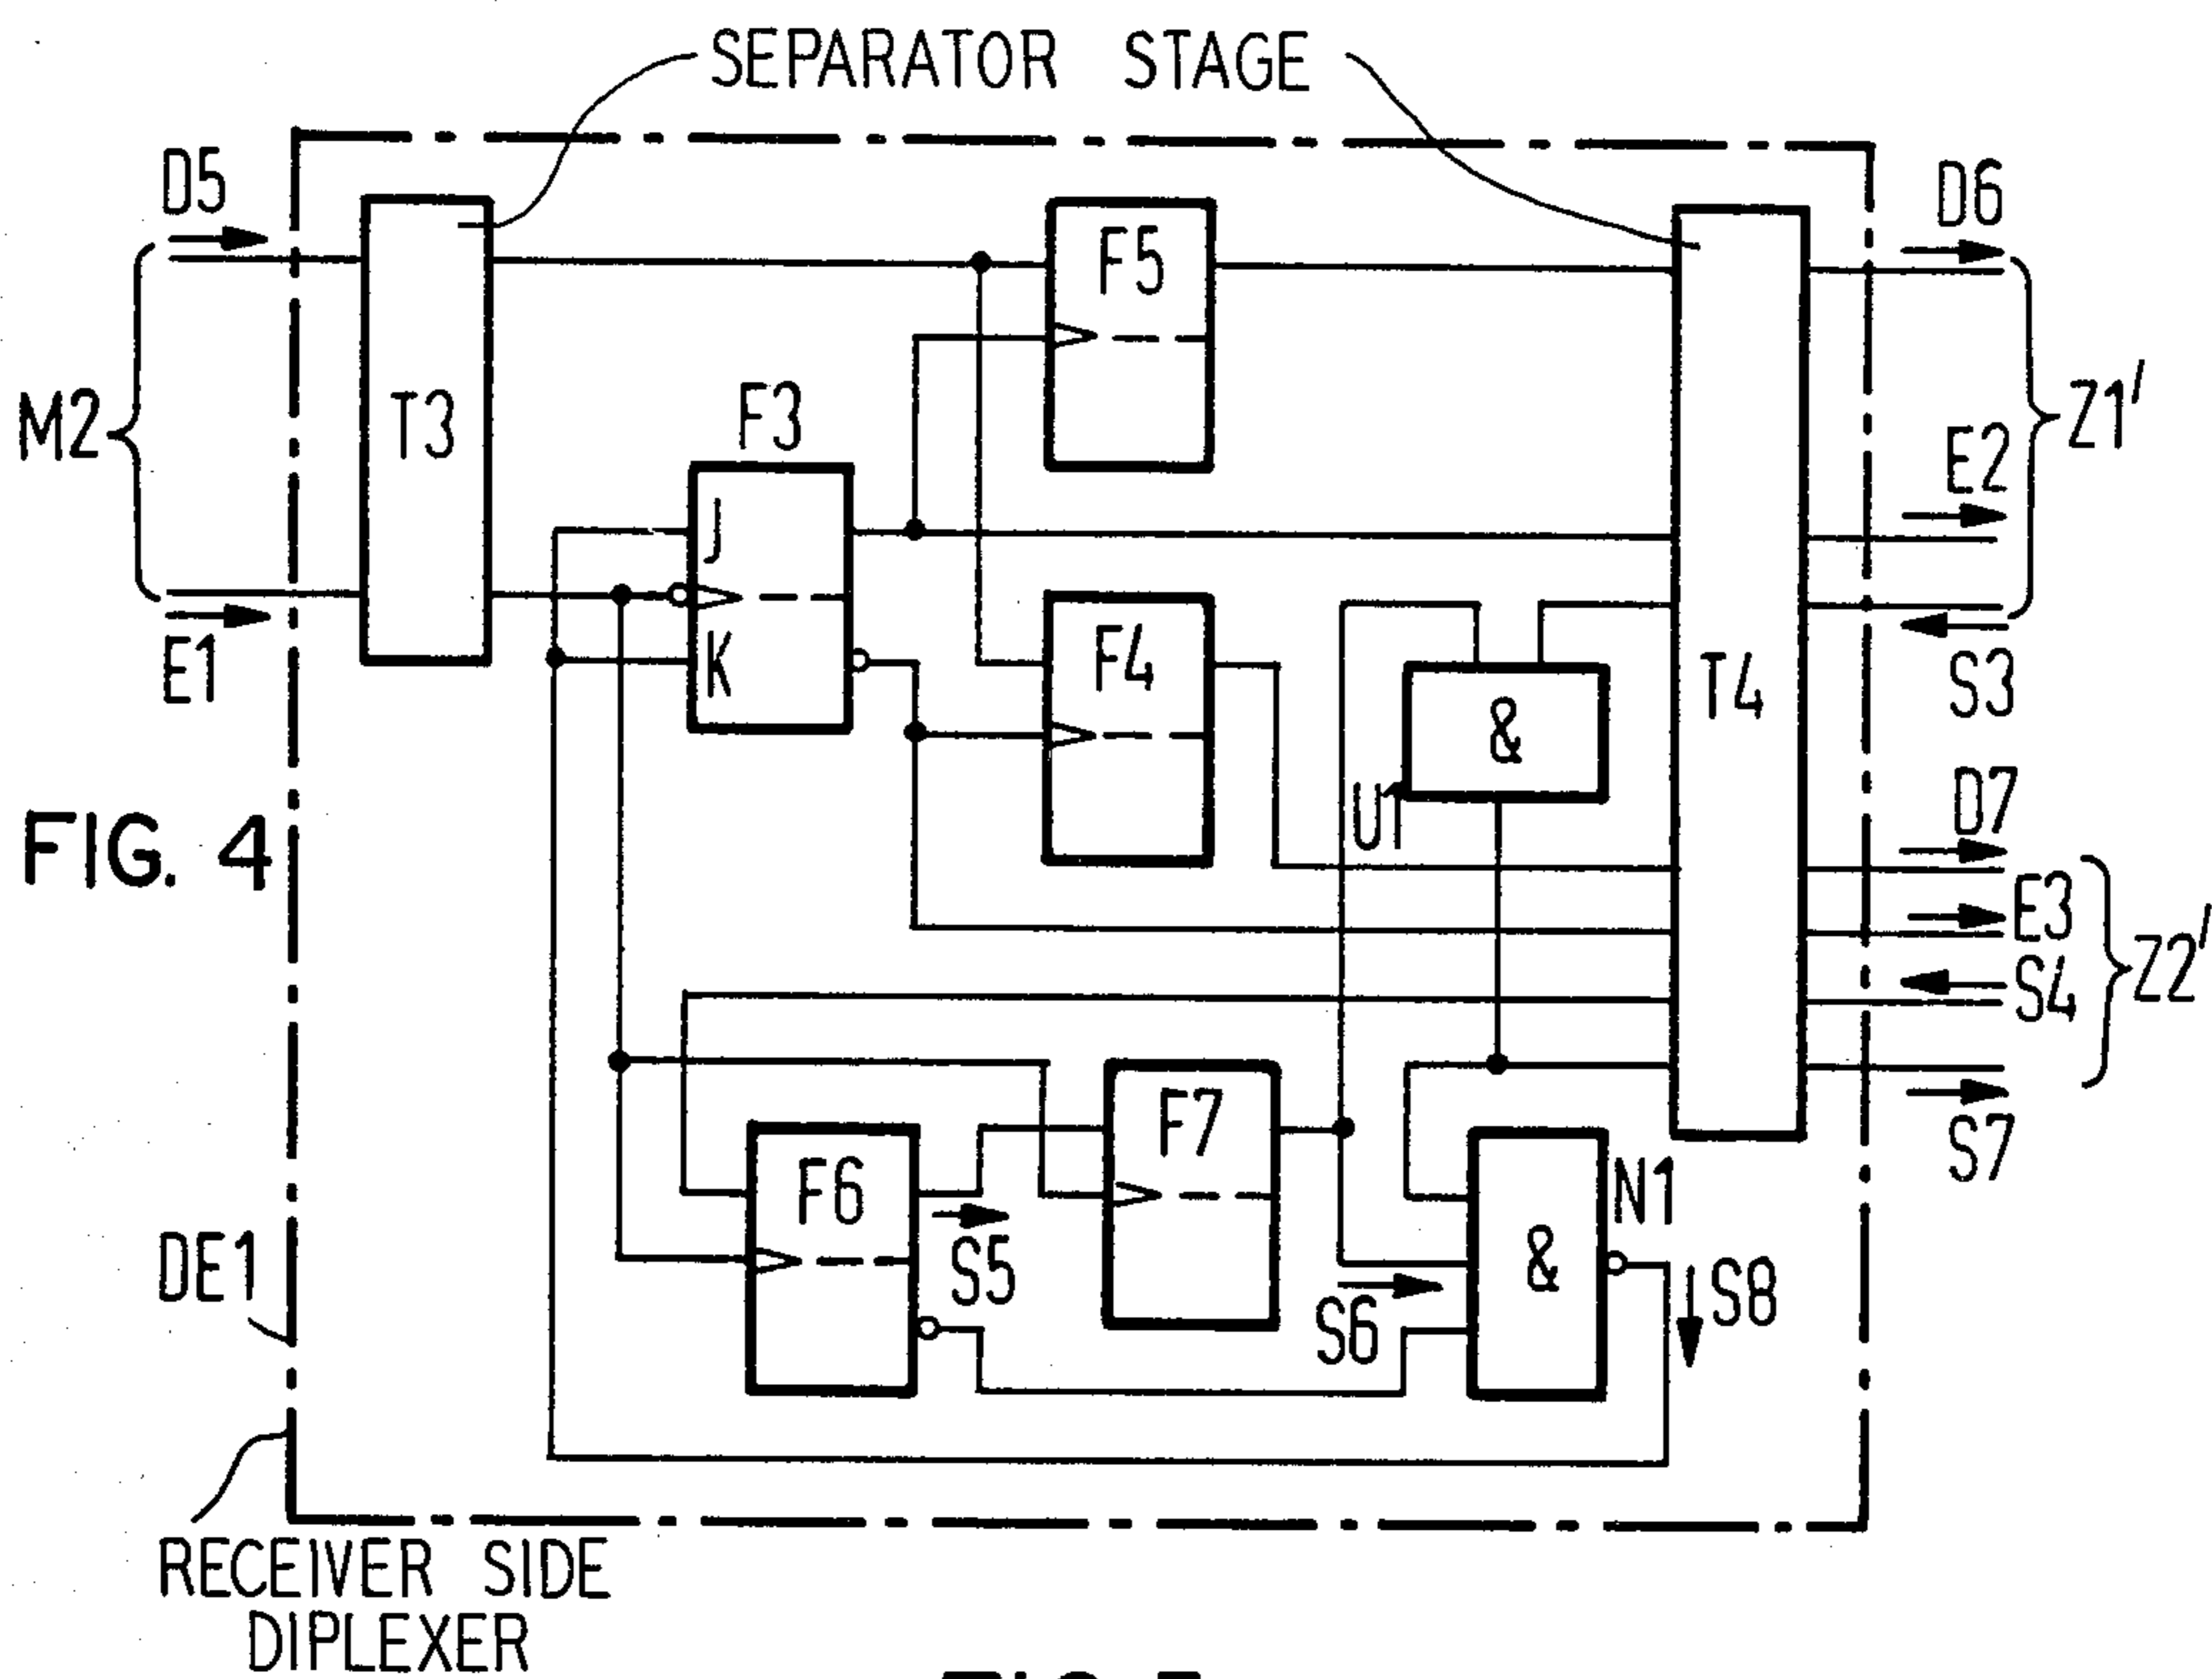 SEPARATOR STAGE
D5
D6
F5
T3
M2
F3
Z1'
E2
J
E1
K
F4
T4
S3
&
U1
D7
FIG. 4
E3
Z2'
S4
F7
S7
F6
N1
S5
&
DE1
S6
S8
RECEIVER SIDE
DIPLEXER